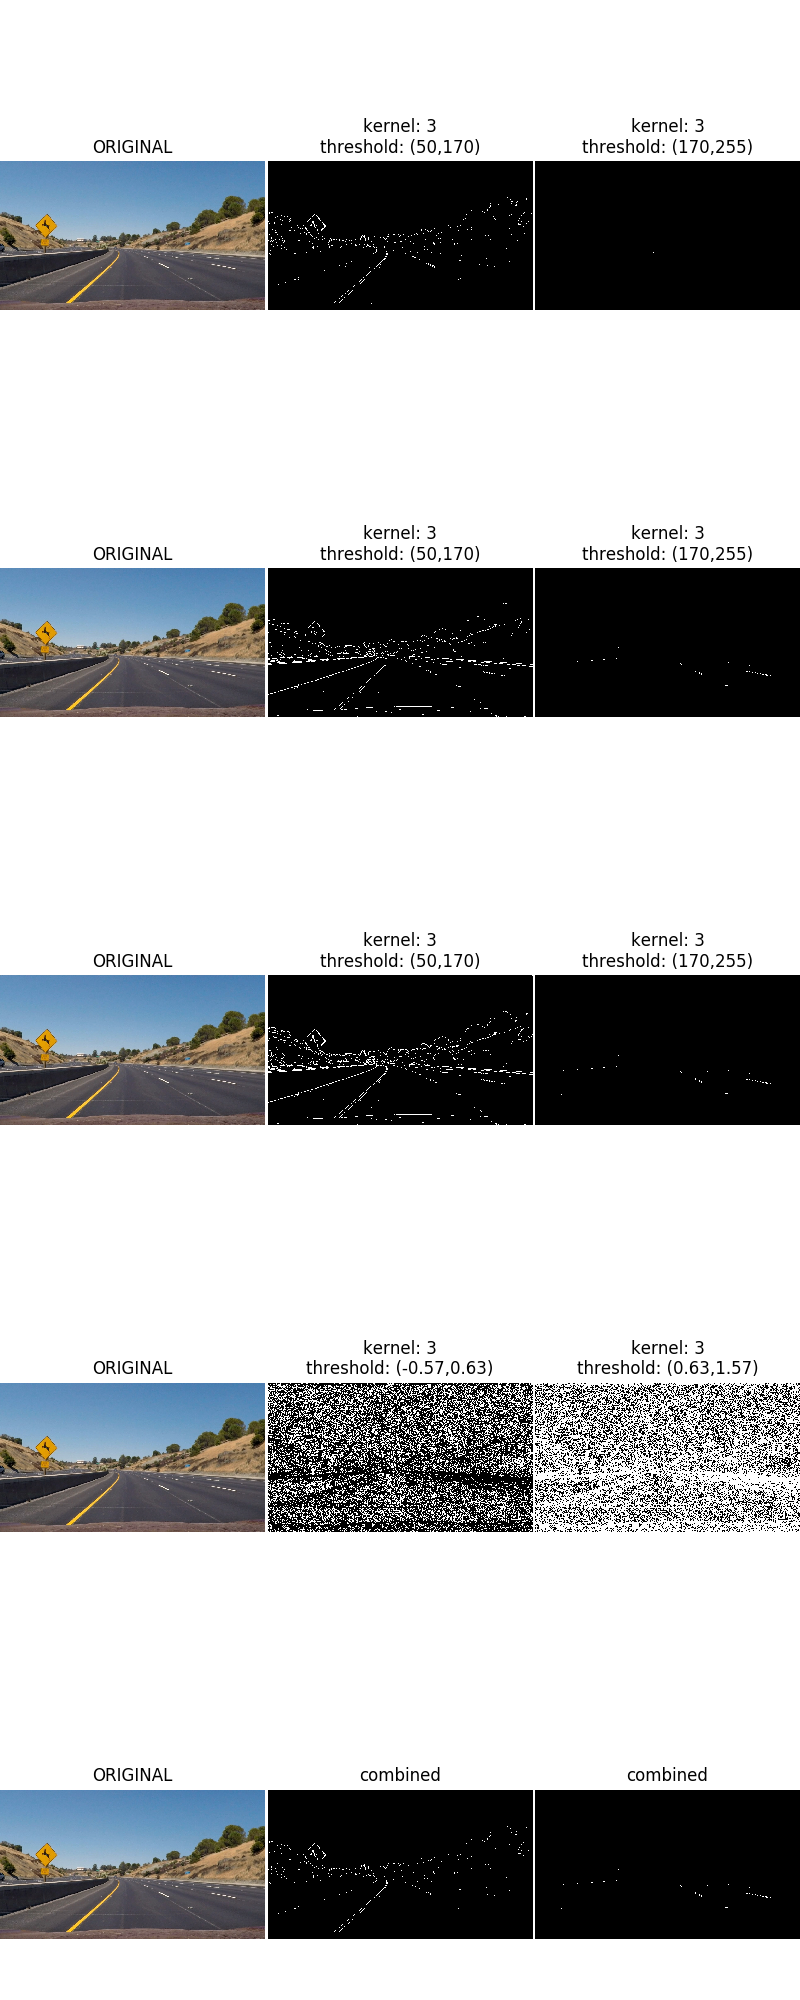 ORIGINAL
kernel: 3
threshold: (50,170)
kernel: 3
threshold: (170,255)
ORIGINAL
kernel: 3
threshold: (50,170)
kernel: 3
threshold: (170,255)
ORIGINAL
kernel: 3
threshold: (50,170)
kernel: 3
threshold: (170,255)
ORIGINAL
kernel: 3
threshold: (-0.57,0.63)
kernel: 3
threshold: (0.63,1.57)
ORIGINAL
combined
combined